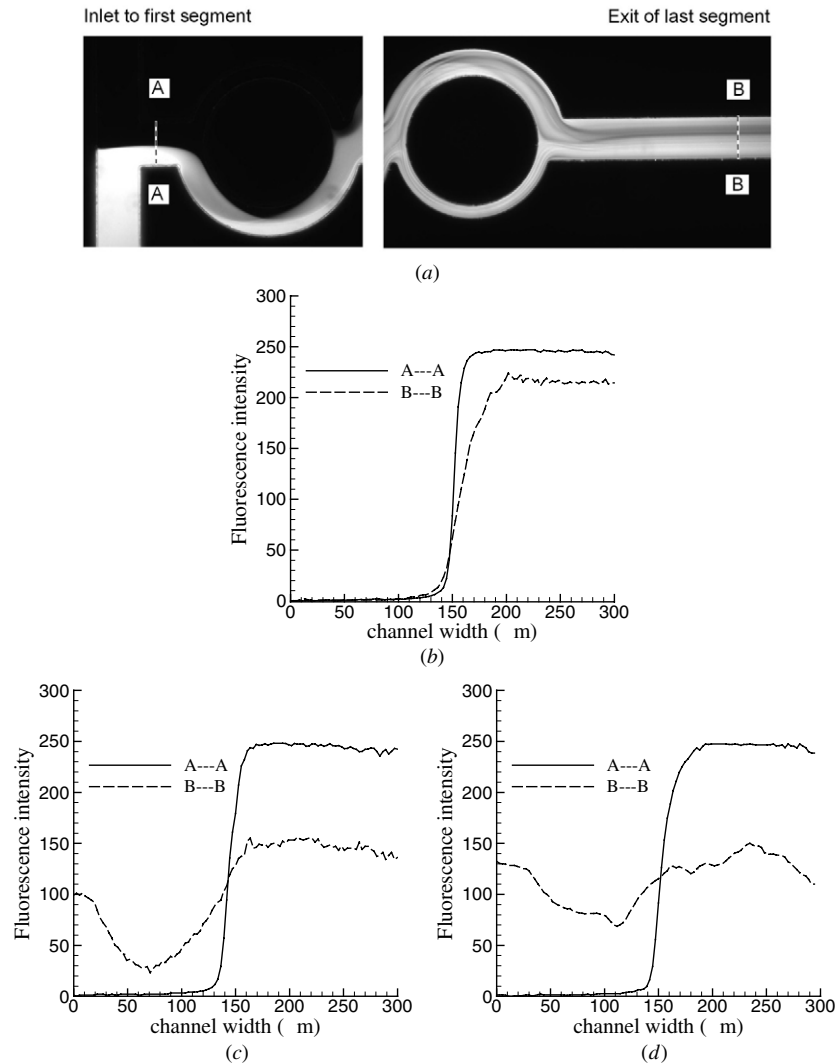 Inlet to first segment
Exit of last segment
A
A
B
B
(a)
300
250
200
150
100
50
0
Fluorescence intensity
A---A
B---B
0 50 100 150 200 250 300
channel width ( m)
(b)
300
250
200
150
100
50
0
Fluorescence intensity
A---A
B---B
0 50 100 150 200 250 300
channel width ( m)
(c)
300
250
200
150
100
50
0
Fluorescence intensity
A---A
B---B
0 50 100 150 200 250 300
channel width ( m)
(d)